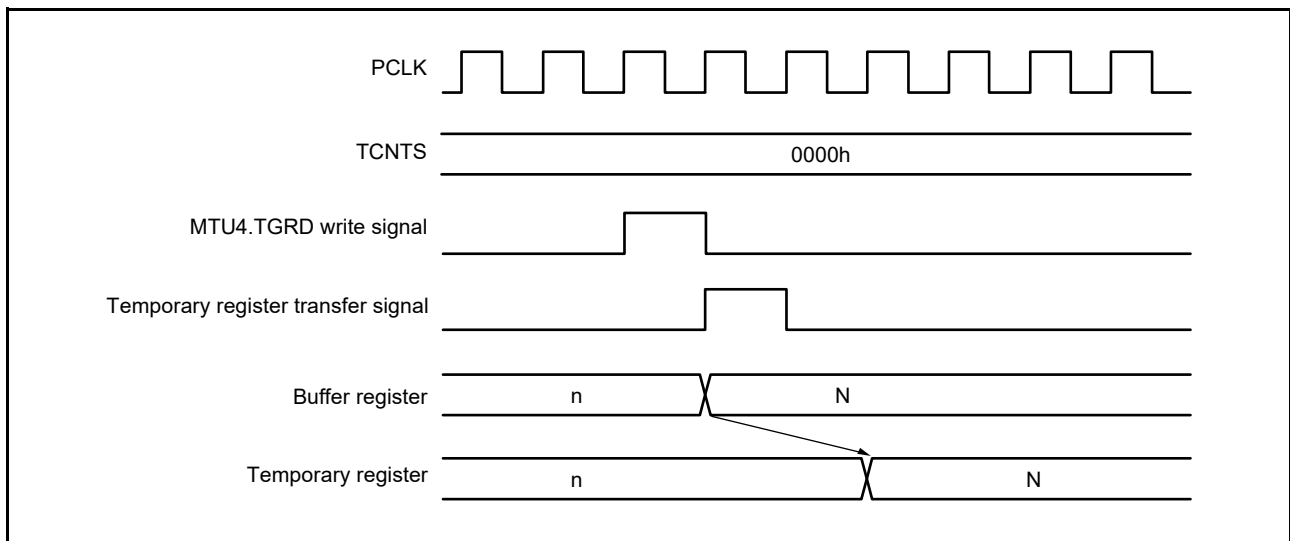 PCLK
TCNTS
0000h
MTU4.TGRD write signal
Temporary register transfer signal
Buffer register
n
N
Temporary register
n
N